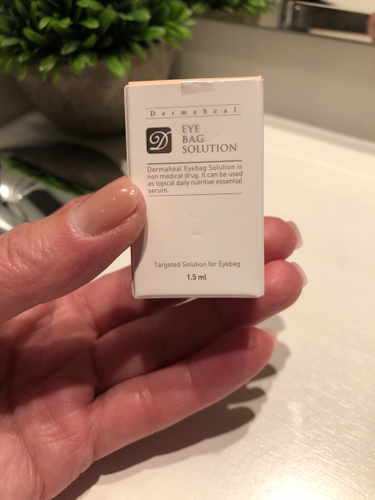 Dermaheal
D
EYE
BAG
SOLUTION
Dermaheal Eyebag Solution is
non medical drug. It can be used
as topical daily nutritive essential
serum.
Targeted Solution for Eyebag
1.5 ml